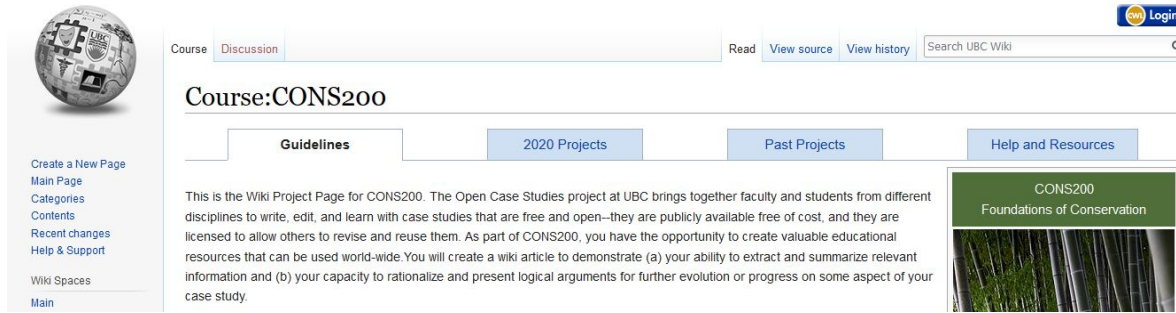 CWL Login
UBC
Course Discussion
Read View source View history Search UBC Wiki
Course:CONS200
Guidelines 2020 Projects Past Projects Help and Resources
Create a New Page
Main Page
Categories
Contents
Recent changes
Help & Support
Wiki Spaces
Main
This is the Wiki Project Page for CONS200. The Open Case Studies project at UBC brings together faculty and students from different
disciplines to write, edit, and learn with case studies that are free and open--they are publicly available free of cost, and they are
licensed to allow others to revise and reuse them. As part of CONS200, you have the opportunity to create valuable educational
resources that can be used world-wide.You will create a wiki article to demonstrate (a) your ability to extract and summarize relevant
information and (b) your capacity to rationalize and present logical arguments for further evolution or progress on some aspect of your
case study.
CONS200
Foundations of Conservation